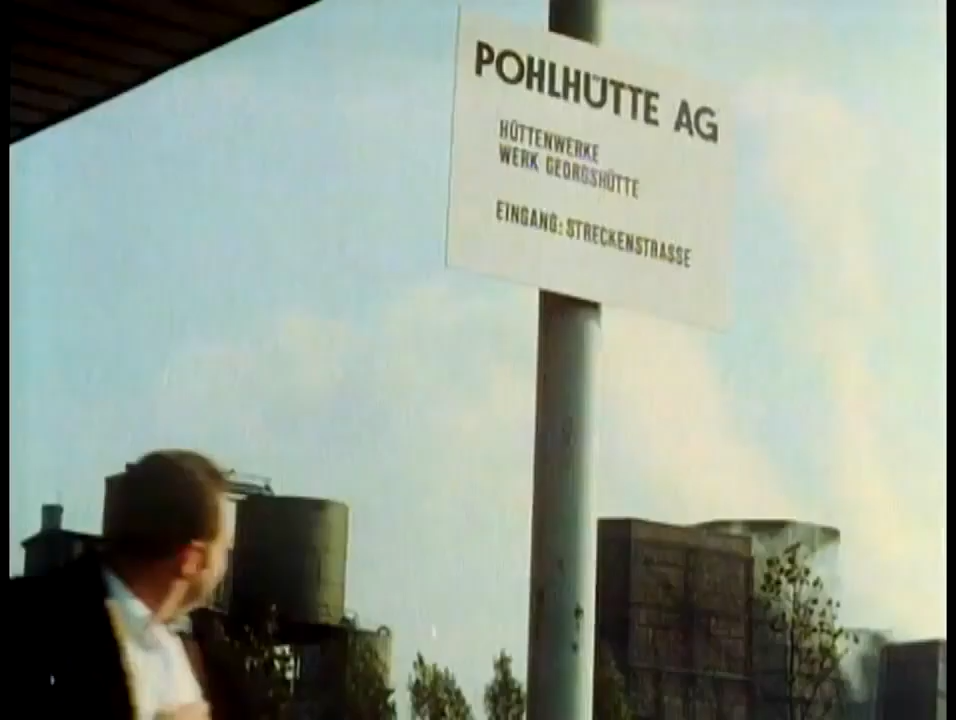 POHLHÜTTE AG
HÜTTENWERKE
WERK GEORGSHÜTTE
EINGANG: STRECKENSTRASSE